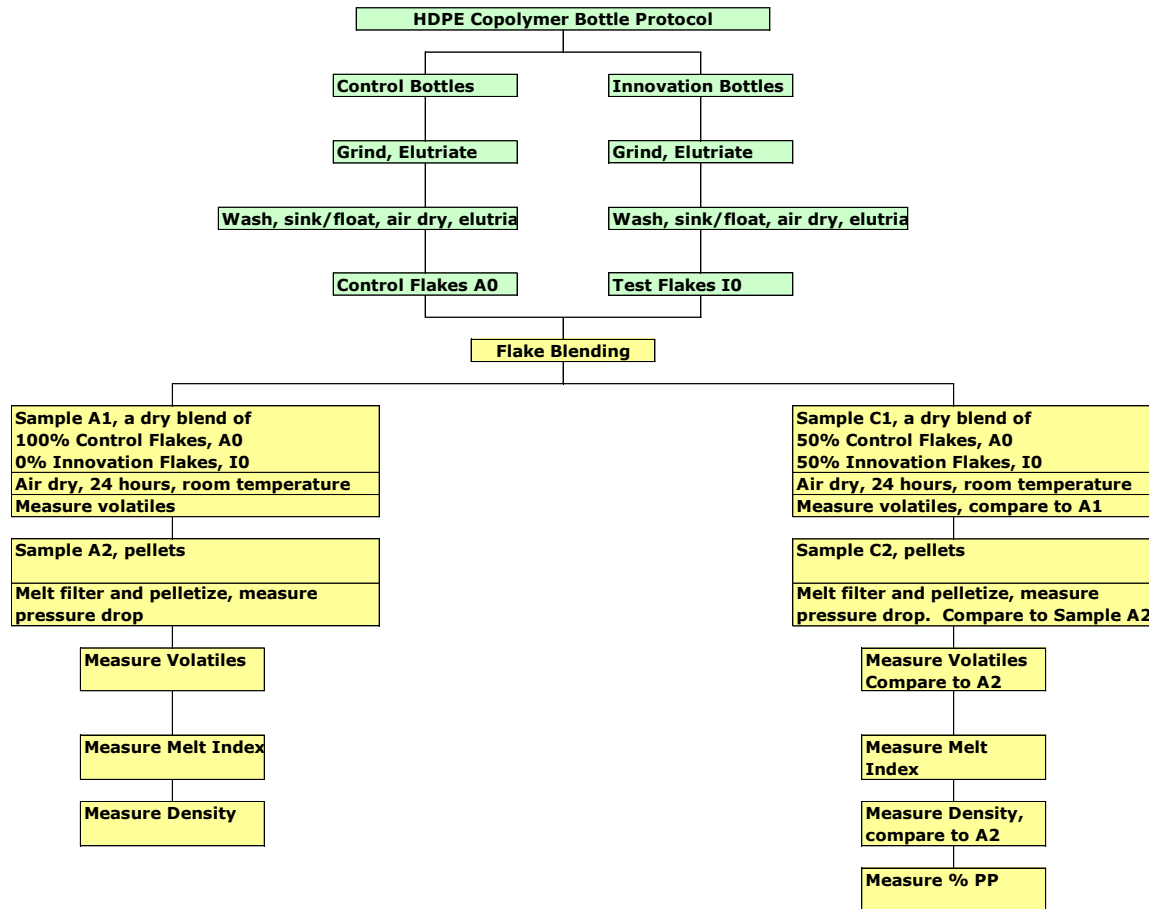 HDPE Copolymer Bottle Protocol
Control Bottles
Innovation Bottles
Grind, Elutriate
Grind, Elutriate
Wash, sink/float, air dry, elutria
Wash, sink/float, air dry, elutria
Control Flakes A0
Test Flakes I0
Flake Blending
Sample A1, a dry blend of
100% Control Flakes, A0
0% Innovation Flakes, I0
Air dry, 24 hours, room temperature
Measure volatiles
Sample C1, a dry blend of
50% Control Flakes, A0
50% Innovation Flakes, I0
Air dry, 24 hours, room temperature
Measure volatiles, compare to A1
Sample A2, pellets
Melt filter and pelletize, measure
pressure drop
Sample C2, pellets
Melt filter and pelletize, measure
pressure drop.  Compare to Sample A2
Measure Volatiles
Measure Volatiles
Compare to A2
Measure Melt Index
Measure Melt
Index
Measure Density
Measure Density,
compare to A2
Measure % PP